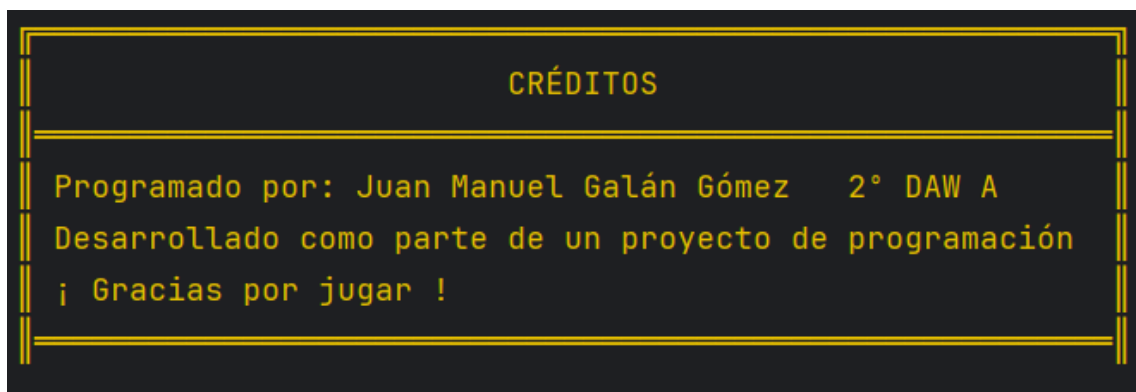 CRÉDITOS
Programado por: Juan Manuel Galán Gómez   2° DAW A
Desarrollado como parte de un proyecto de programación
¡ Gracias por jugar !